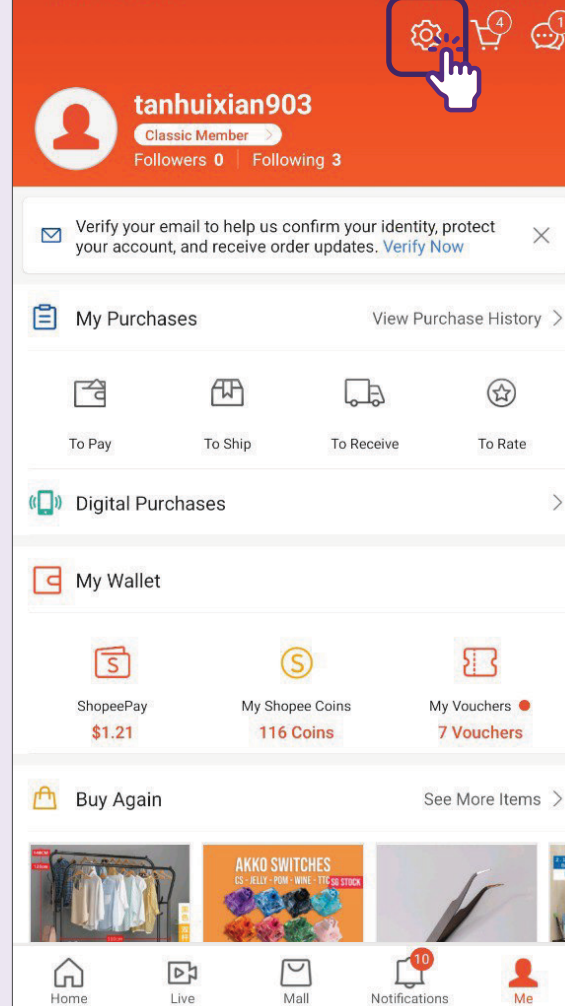 4
1
tanhuixian903
Classic Member >
Followers 0 | Following 3
Verify your email to help us confirm your identity, protect
your account, and receive order updates. Verify Now
My Purchases
View Purchase History >
To Pay
To Ship
To Receive
To Rate
Digital Purchases
My Wallet
ShopeePay
My Shopee Coins
My Vouchers
$1.21
116 Coins
7 Vouchers
Buy Again
See More Items >
AKKO SWITCHES
CS - JELLY - POM - WINE - TTC
SG STOCK
10
Home
Live
Mall
Notifications
Me